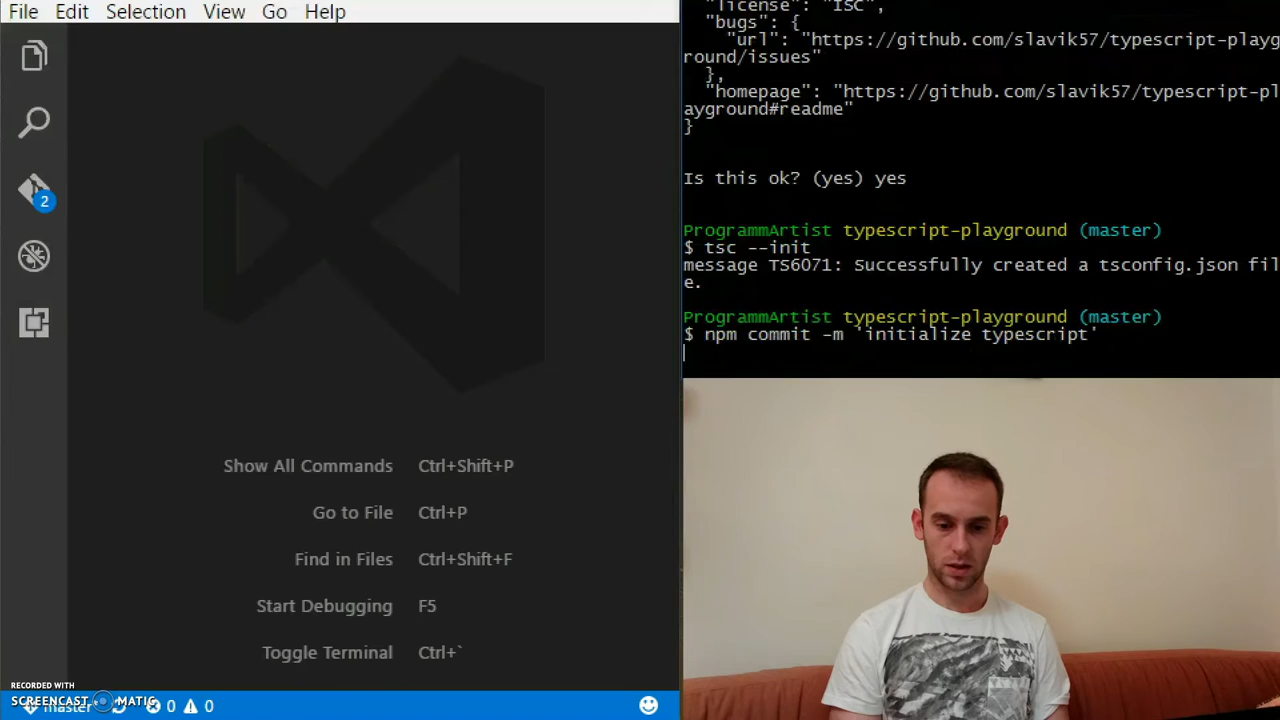 File Edit Selection View Go Help
2
Show All Commands Ctrl+Shift+P
Go to File Ctrl+P
Find in Files Ctrl+Shift+F
Start Debugging F5
Toggle Terminal Ctrl+`
RECORDED WITH
SCREENCAST MATIC
master 0 0
"license": "ISC",
"bugs": {
"url": "https://github.com/slavik57/typescript-playg
round/issues"
},
"homepage": "https://github.com/slavik57/typescript-pl
ayground#readme"
}
Is this ok? (yes) yes
ProgrammArtist typescript-playground (master)
$ tsc --init
message TS6071: Successfully created a tsconfig.json fil
e.
ProgrammArtist typescript-playground (master)
$ npm commit -m 'initialize typescript'